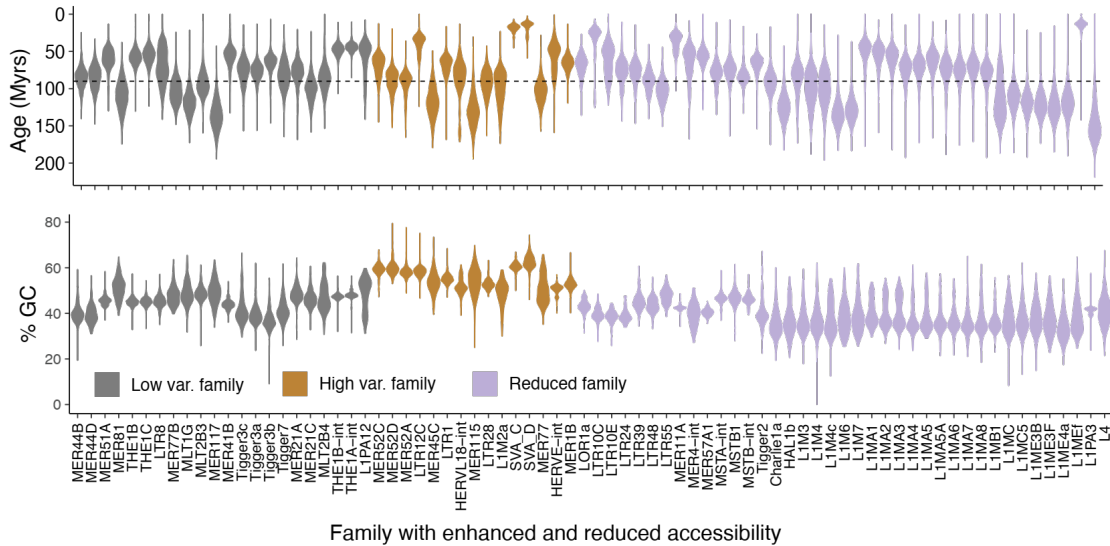 Age (Myrs)
0
50
100
150
200
% GC
80
60
40
20
0
Low var. family
High var. family
Reduced family
MER44B
MER44D
MER51A
MER81
THE1B
THE1C
LTR8
MER77B
MLT1G
MLT2B3
MER117
MER41B
Tigger3c
Tigger3a
Tigger3b
Tigger7
MER21A
MER21C
MLT2B4
THE1B-int
THE1A-int
L1PA12
MER52C
MER52D
MER52A
LTR12C
MER45C
LTR1
HERVL18-int
MER115
LTR28
L1M2a
SVA_C
SVA_D
MER77
HERVE-int
MER1B
LOR1a
LTR10C
LTR10E
LTR24
LTR39
LTR48
LTR55
MER11A
MER4-int
MER57A1
MSTA-int
MSTB1
MSTB-int
Tigger2
Charlie1a
HAL1b
L1M3
L1M4
L1M4c
L1M6
L1M7
L1MA1
L1MA2
L1MA3
L1MA4
L1MA5
L1MA5A
L1MA6
L1MA7
L1MA8
L1MB1
L1MC
L1MC5
L1ME3B
L1ME3F
L1ME4a
L1MEf
L1PA3
L4
Family with enhanced and reduced accessibility